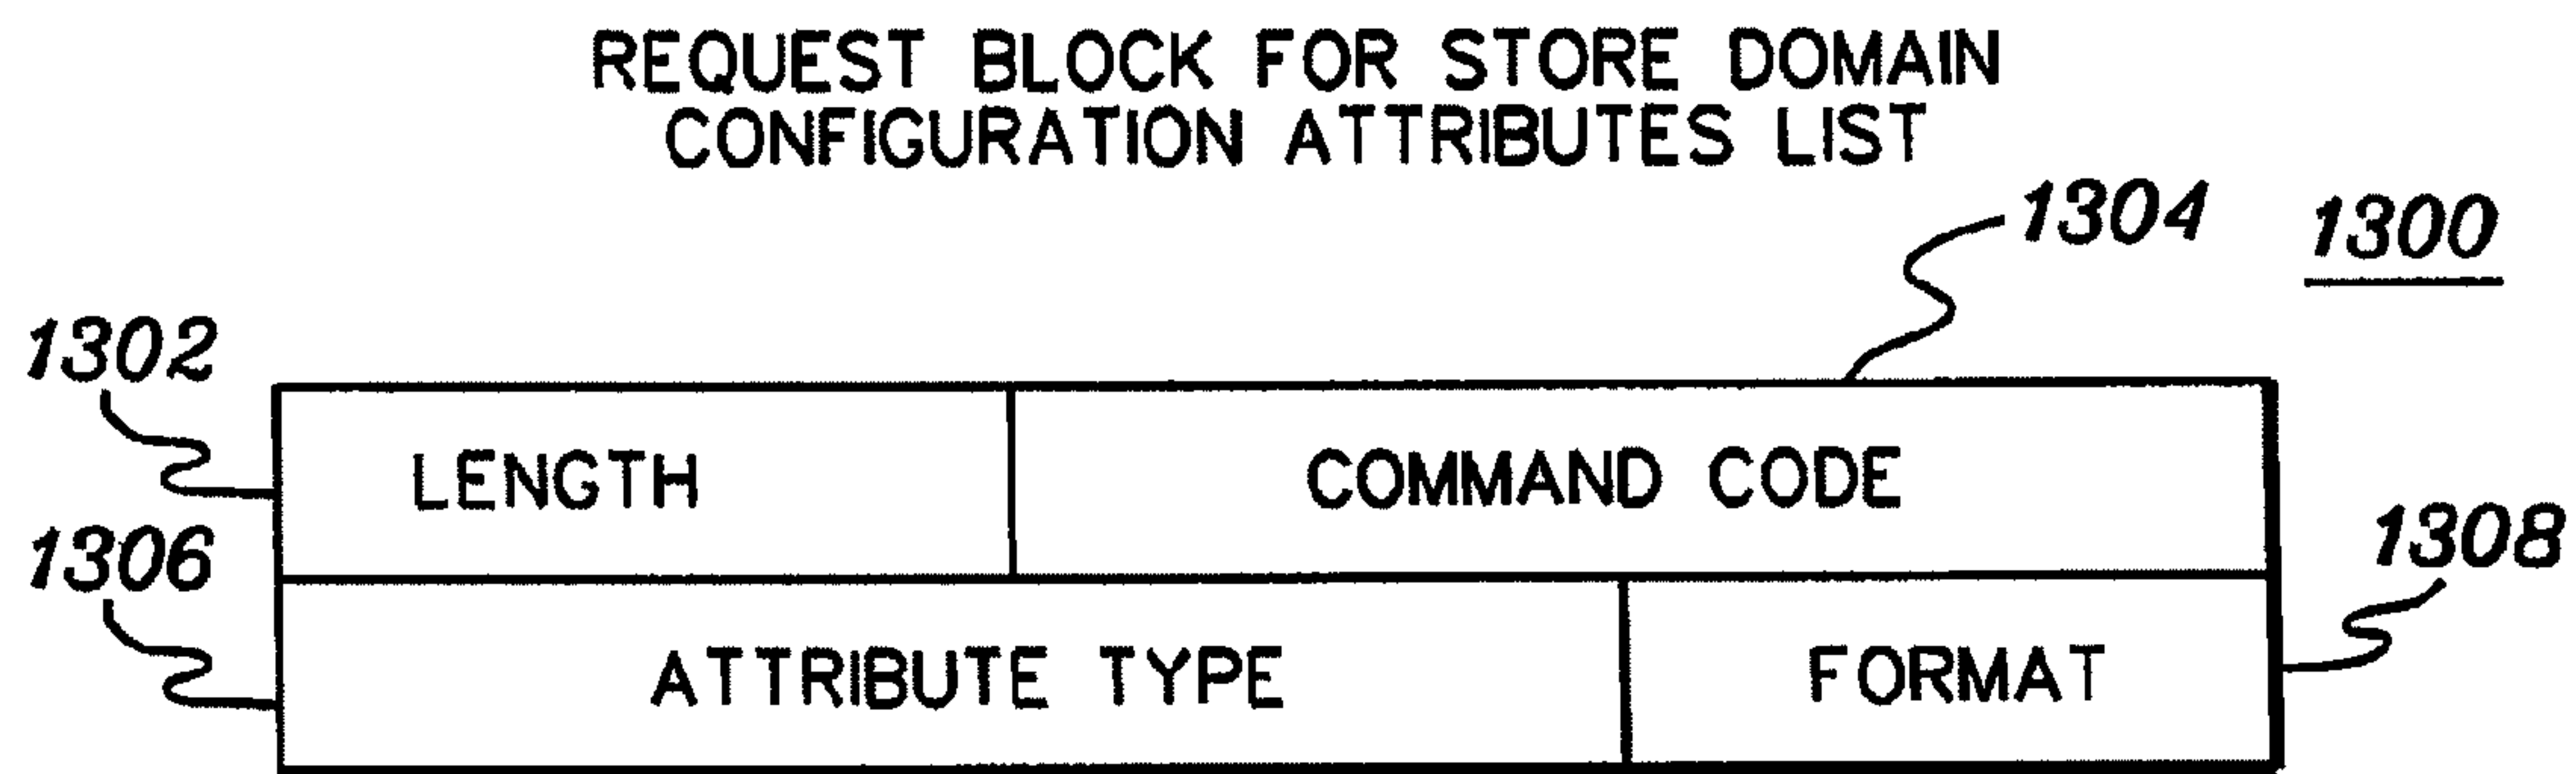 REQUEST BLOCK FOR STORE DOMAIN
CONFIGURATION ATTRIBUTES LIST
1304 1300
1302
LENGTH COMMAND CODE
1306 1308
ATTRIBUTE TYPE FORMAT